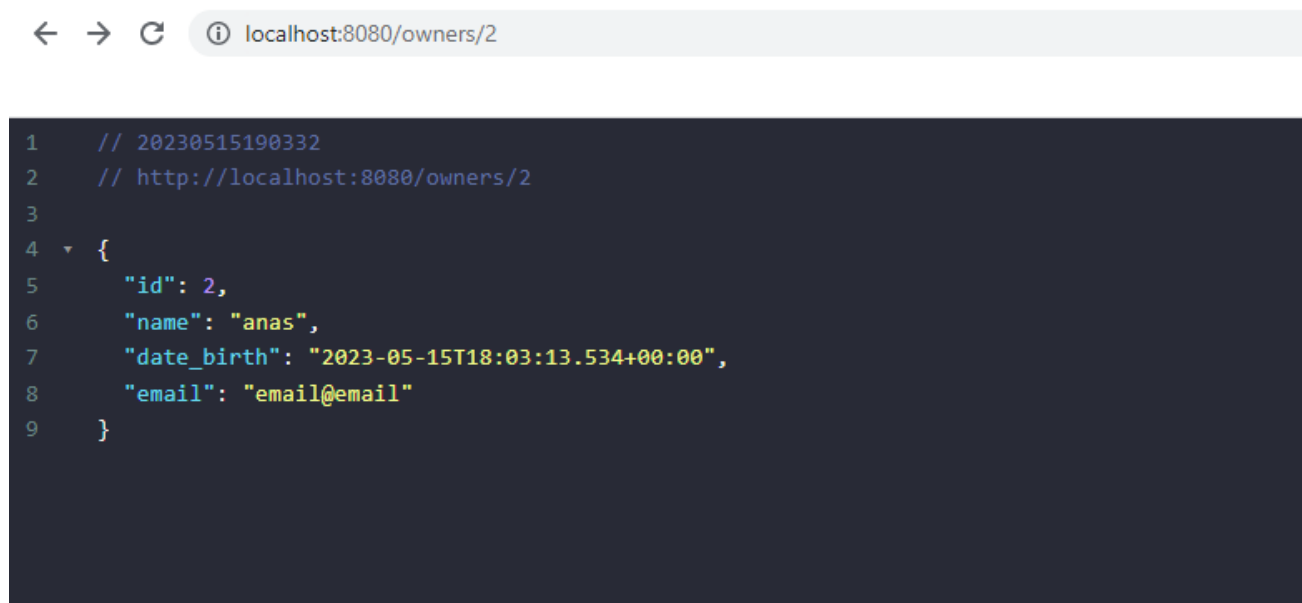 localhost:8080/owners/2
1 // 20230515190332
2 // http://localhost:8080/owners/2
3
4 {
5 "id": 2,
6 "name": "anas",
7 "date_birth": "2023-05-15T18:03:13.534+00:00",
8 "email": "email@email"
9 }